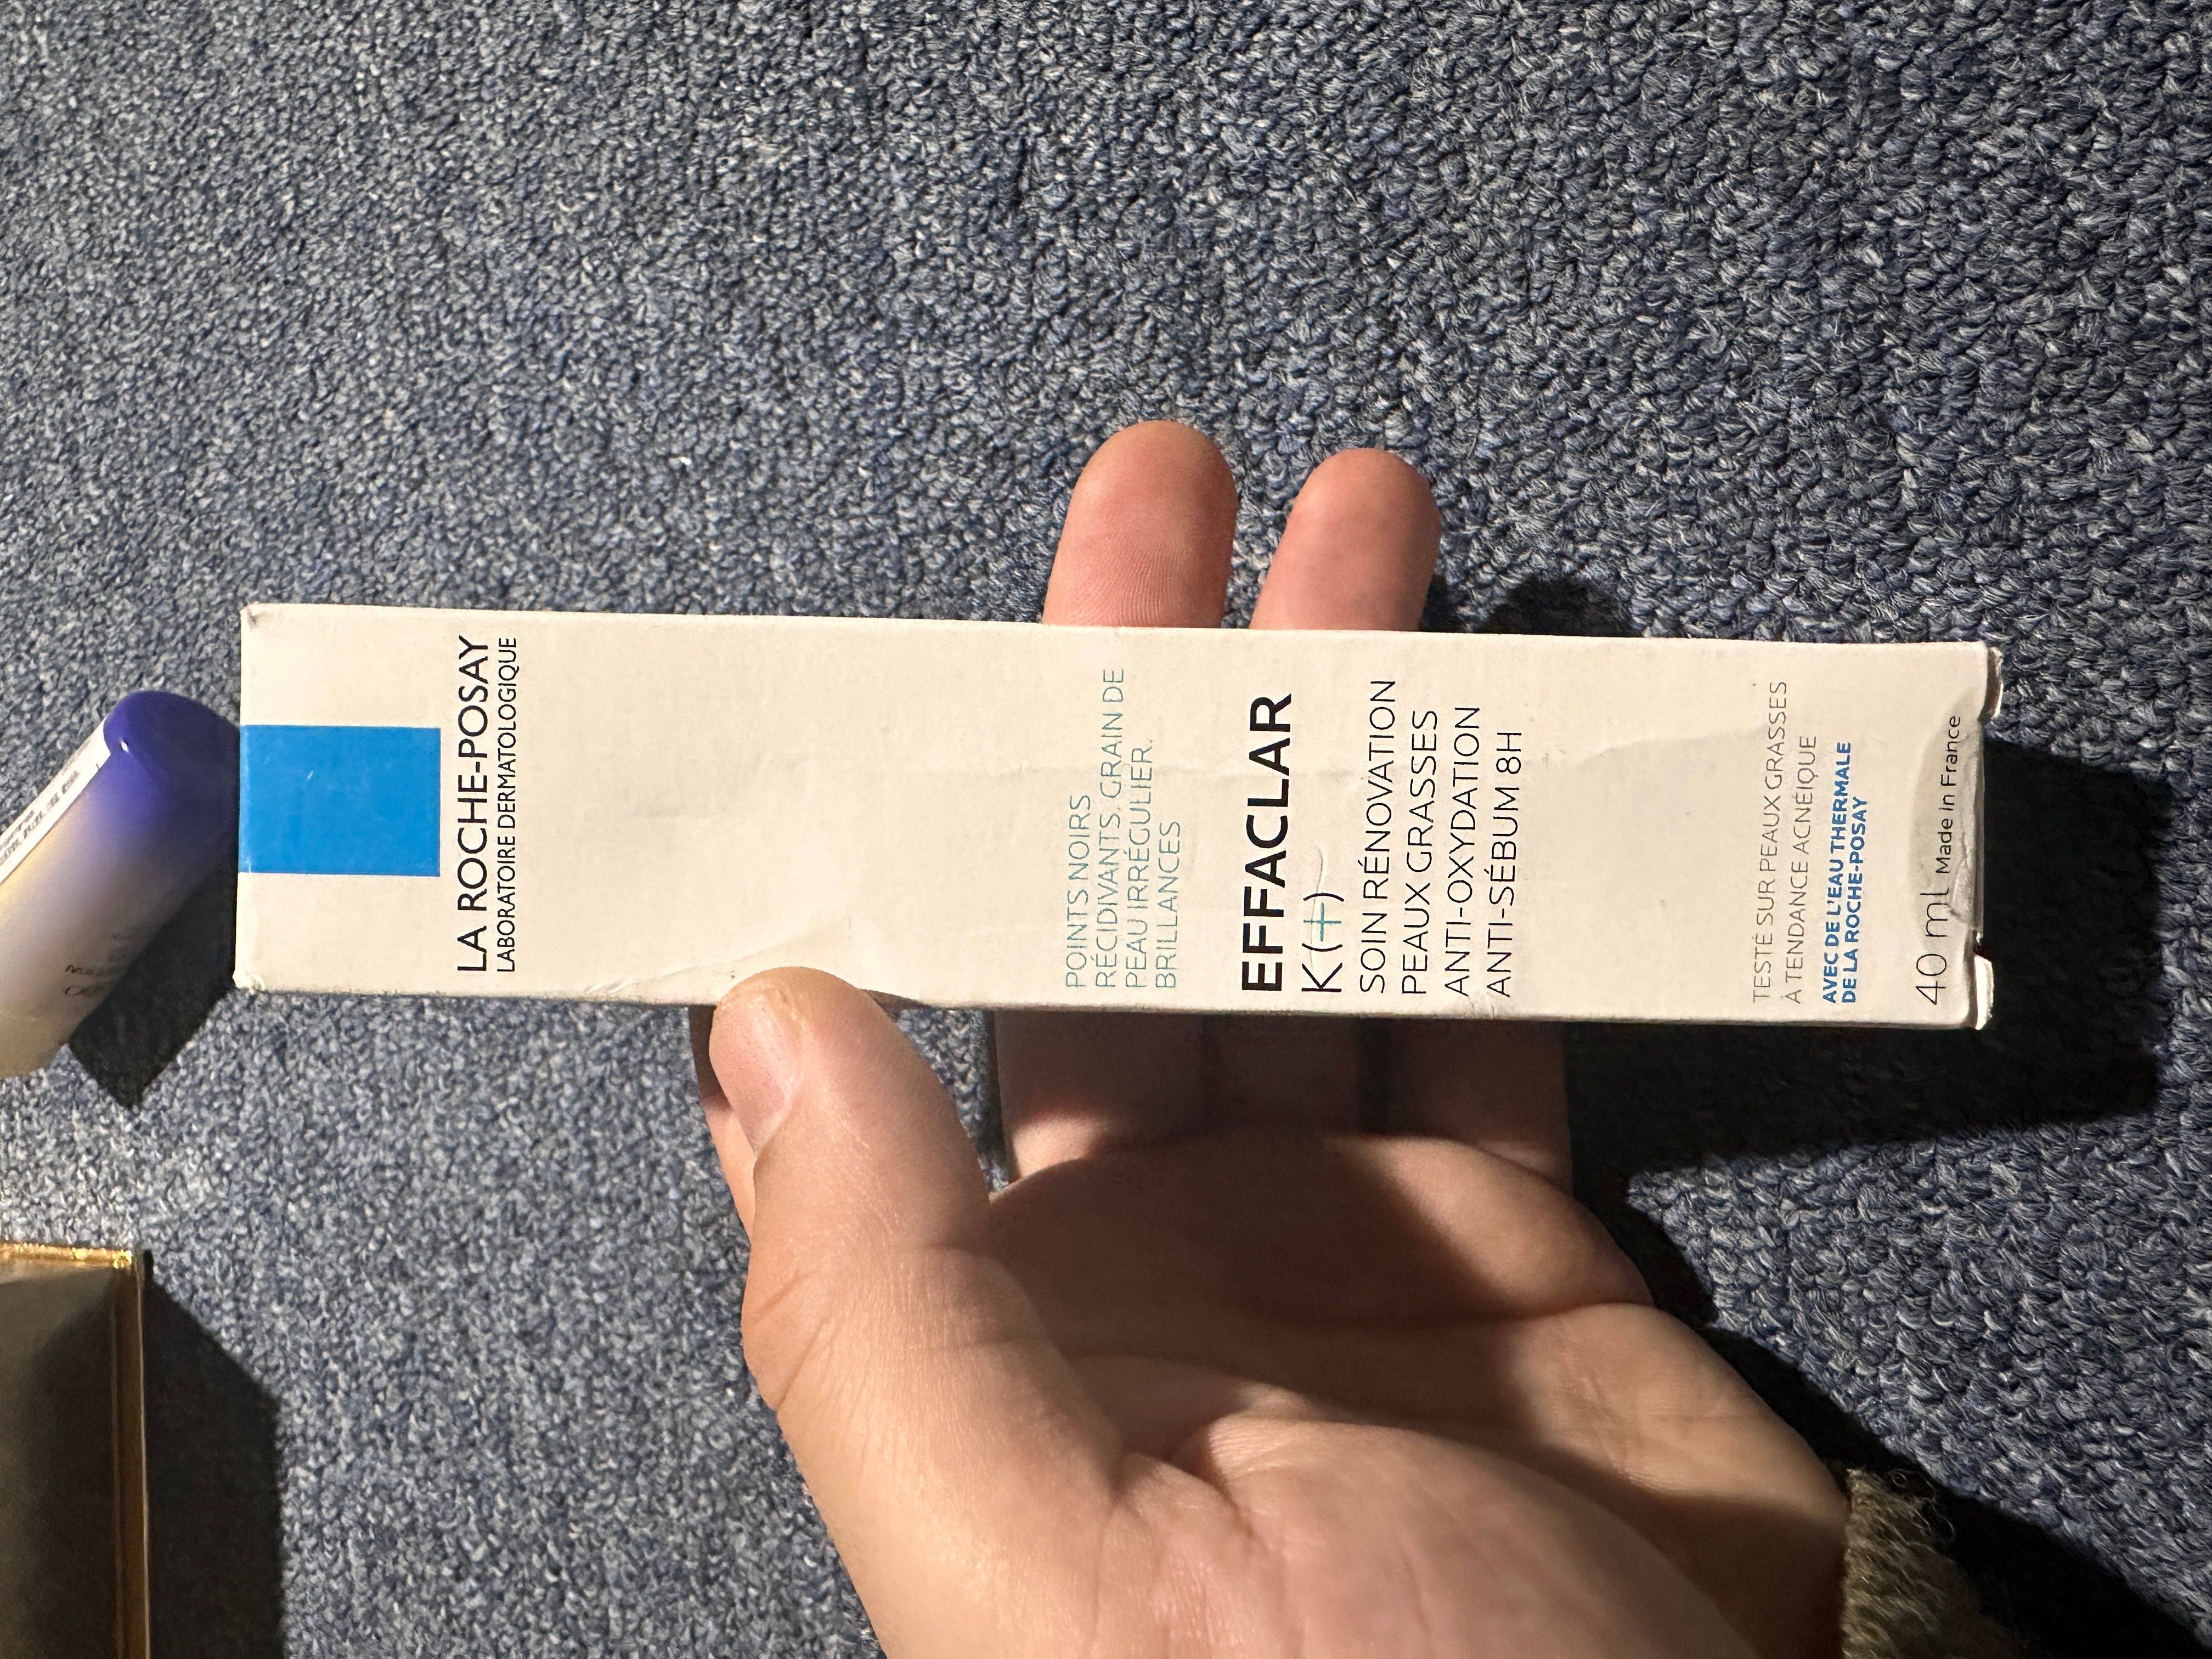 LA ROCHE-POSAY
LABORATOIRE DERMATOLOGIQUE
POINTS NOIRS
RÉCIDIVANTS, GRAIN DE
PEAU IRRÉGULIER.
BRILLANCES
EFFACLAR
K(+)
SOIN RÉNOVATION
PEAUX GRASSES
ANTI-OXYDATION
ANTI-SÉBUM 8H
TESTÉ SUR PEAUX GRASSES
À TENDANCE ACNÉIQUE
AVEC DE L'EAU THERMALE
DE LA ROCHE-POSAY
40 ml Made in France